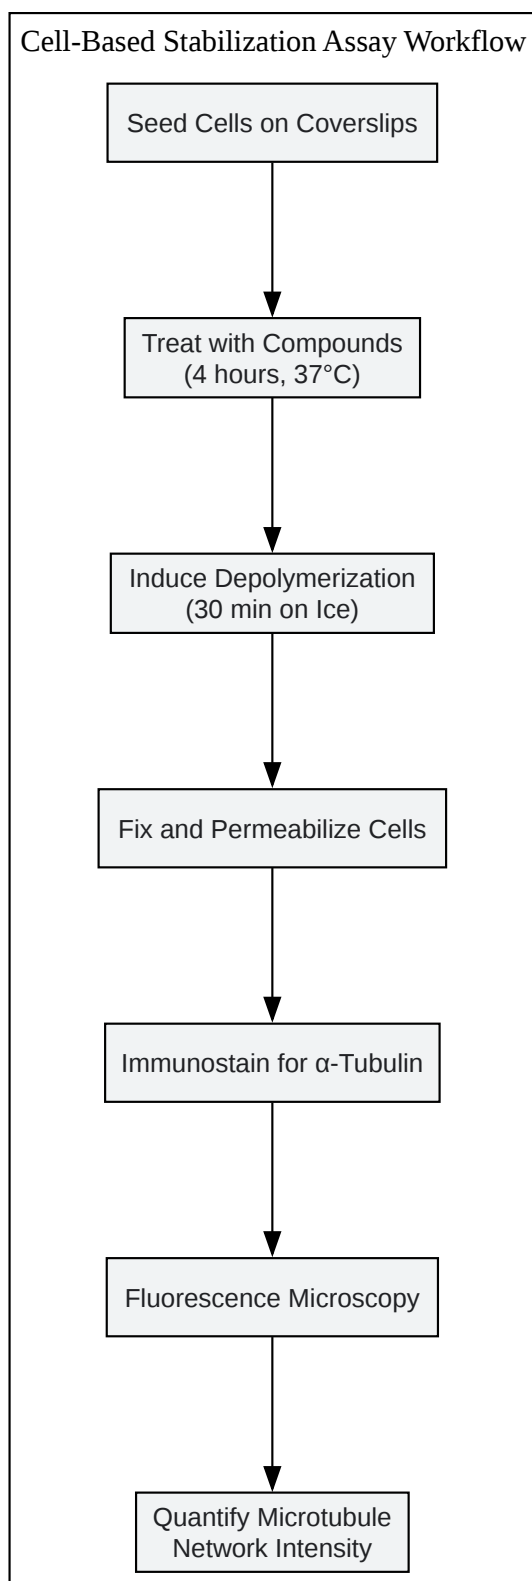 Cell-Based Stabilization Assay Workflow
Seed Cells on Coverslips
Treat with Compounds
(4 hours, 37°C)
Induce Depolymerization
(30 min on Ice)
Fix and Permeabilize Cells
Immunostain for α-Tubulin
Fluorescence Microscopy
Quantify Microtubule
Network Intensity